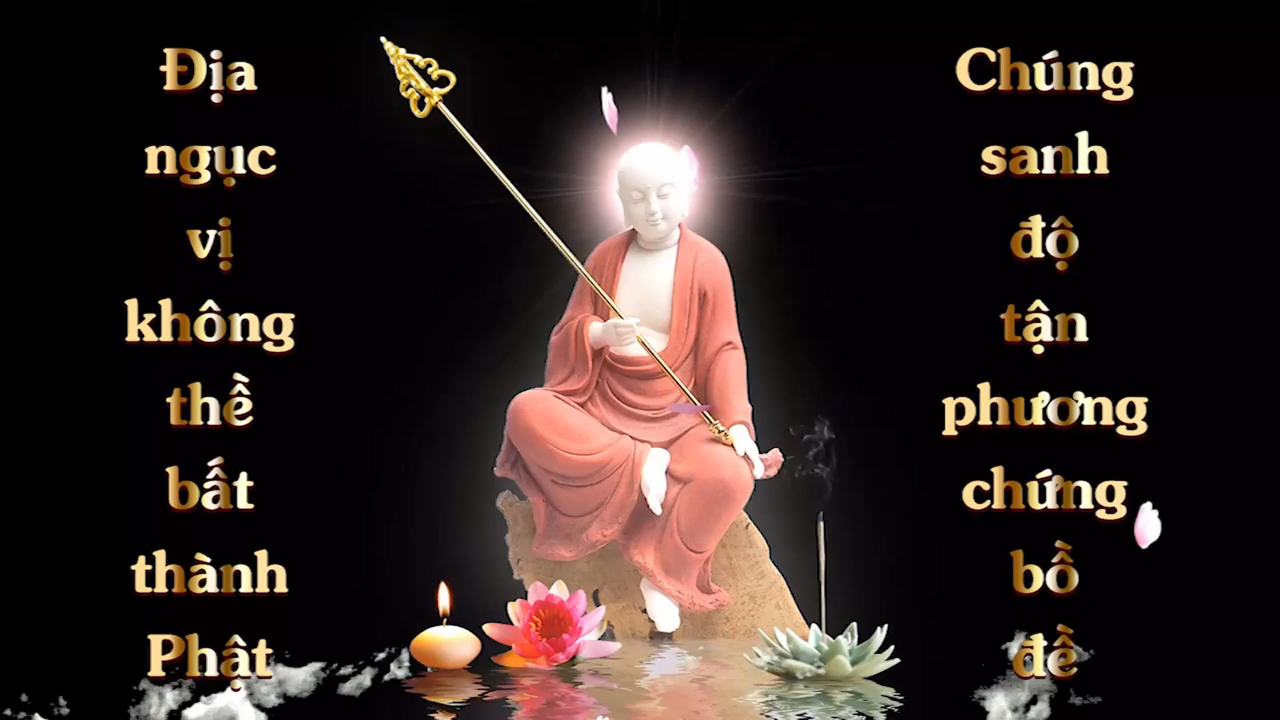 Địa
ngục
vị
không
thề
bất
thành
Phật
Chúng
sanh
độ
tận
phương
chứng
bồ
đề